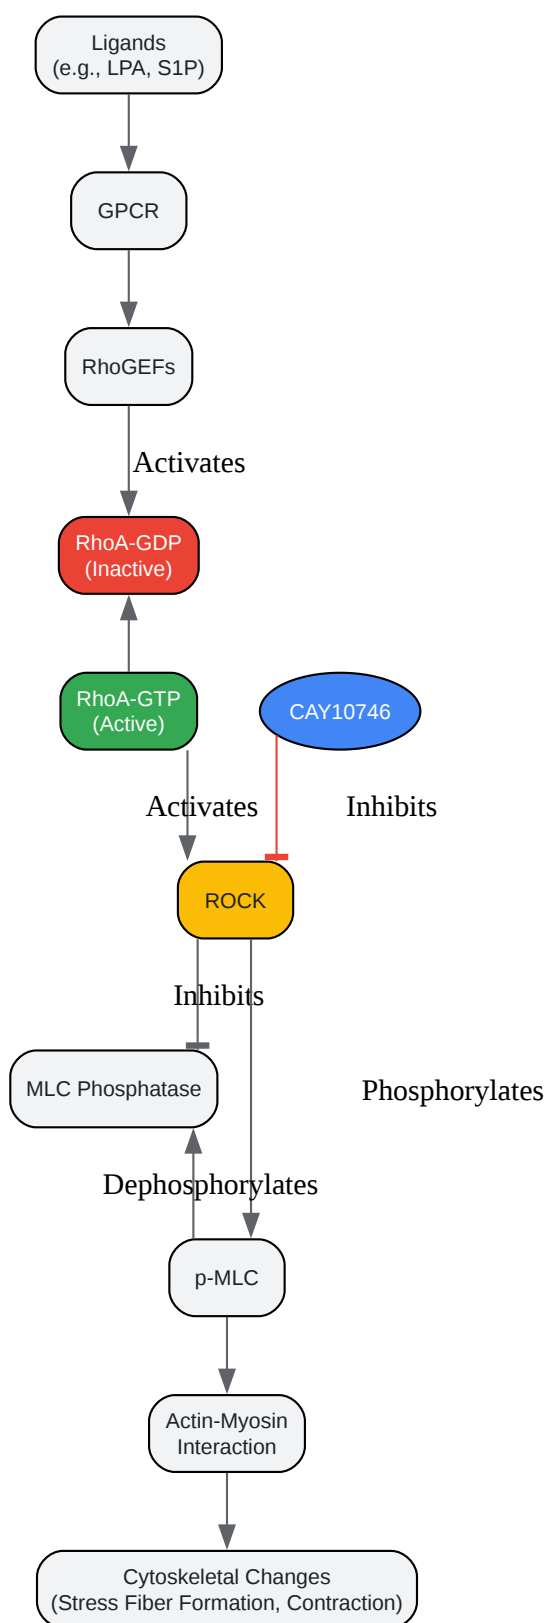 Ligands
(e.g., LPA, S1P)
GPCR
RhoGEFs
Activates
RhoA-GDP
(Inactive)
RhoA-GTP
(Active)
CAY10746
Activates
Inhibits
ROCK
Inhibits
MLC Phosphatase
Phosphorylates
Dephosphorylates
p-MLC
Actin-Myosin
Interaction
Cytoskeletal Changes
(Stress Fiber Formation, Contraction)